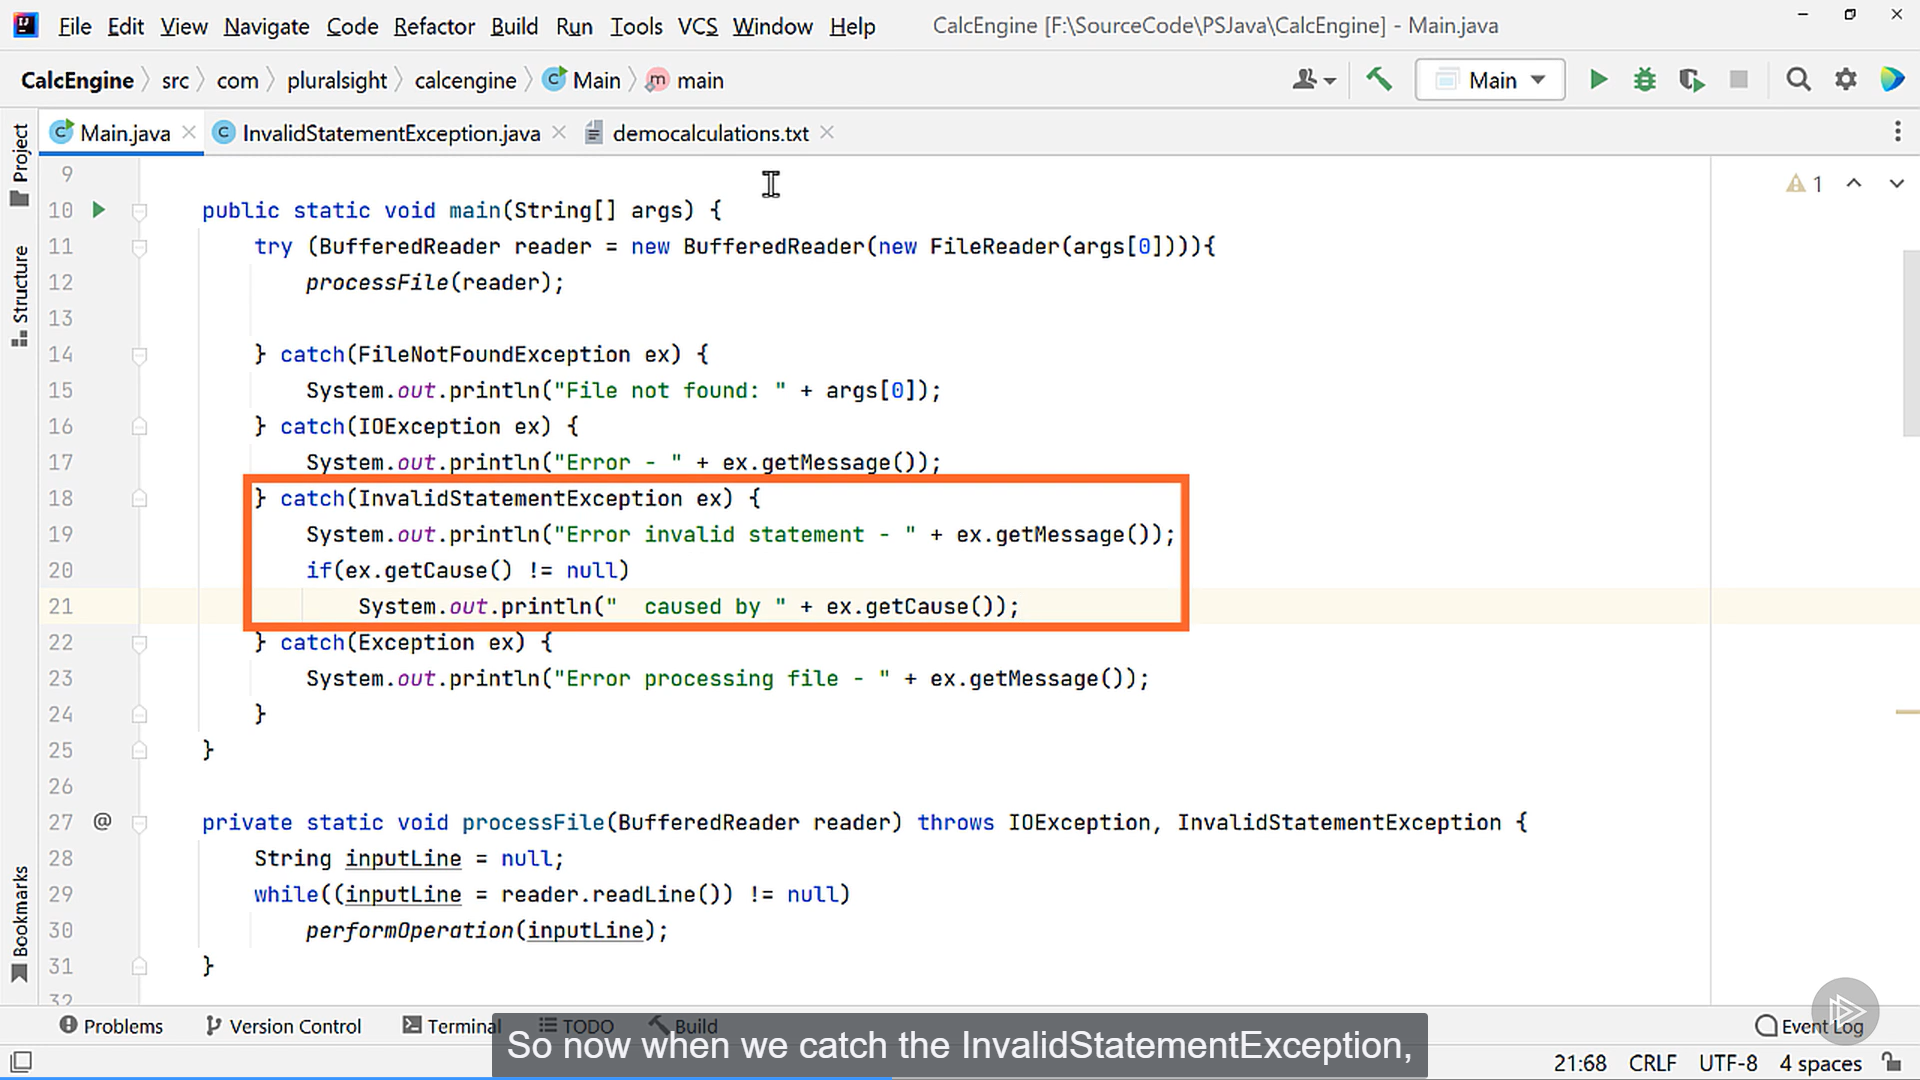 File Edit View Navigate Code Refactor Build Run Tools VCS Window Help CalcEngine [F:\SourceCode\PSJava\CalcEngine] - Main.java
CalcEngine src com pluralsight calcengine Main main Main
Main.java InvalidStatementException.java democalculations.txt
Project
Structure
Bookmarks
9
1
10 public static void main(String[] args) {
11 try (BufferedReader reader = new BufferedReader(new FileReader(args[0]))){
12 processFile(reader);
13
14 } catch(FileNotFoundException ex) {
15 System.out.println("File not found: " + args[0]);
16 } catch(IOException ex) {
17 System.out.println("Error - " + ex.getMessage());
18 } catch(InvalidStatementException ex) {
19 System.out.println("Error invalid statement - " + ex.getMessage());
20 if(ex.getCause() != null)
21 System.out.println("  caused by " + ex.getCause());
22 } catch(Exception ex) {
23 System.out.println("Error processing file - " + ex.getMessage());
24 }
25 }
26
27 @ private static void processFile(BufferedReader reader) throws IOException, InvalidStatementException {
28 String inputLine = null;
29 while((inputLine = reader.readLine()) != null)
30 performOperation(inputLine);
31 }
32
Problems Version Control Terminal TODO Build Event Log
So now when we catch the InvalidStatementException,
21:68 CRLF UTF-8 4 spaces